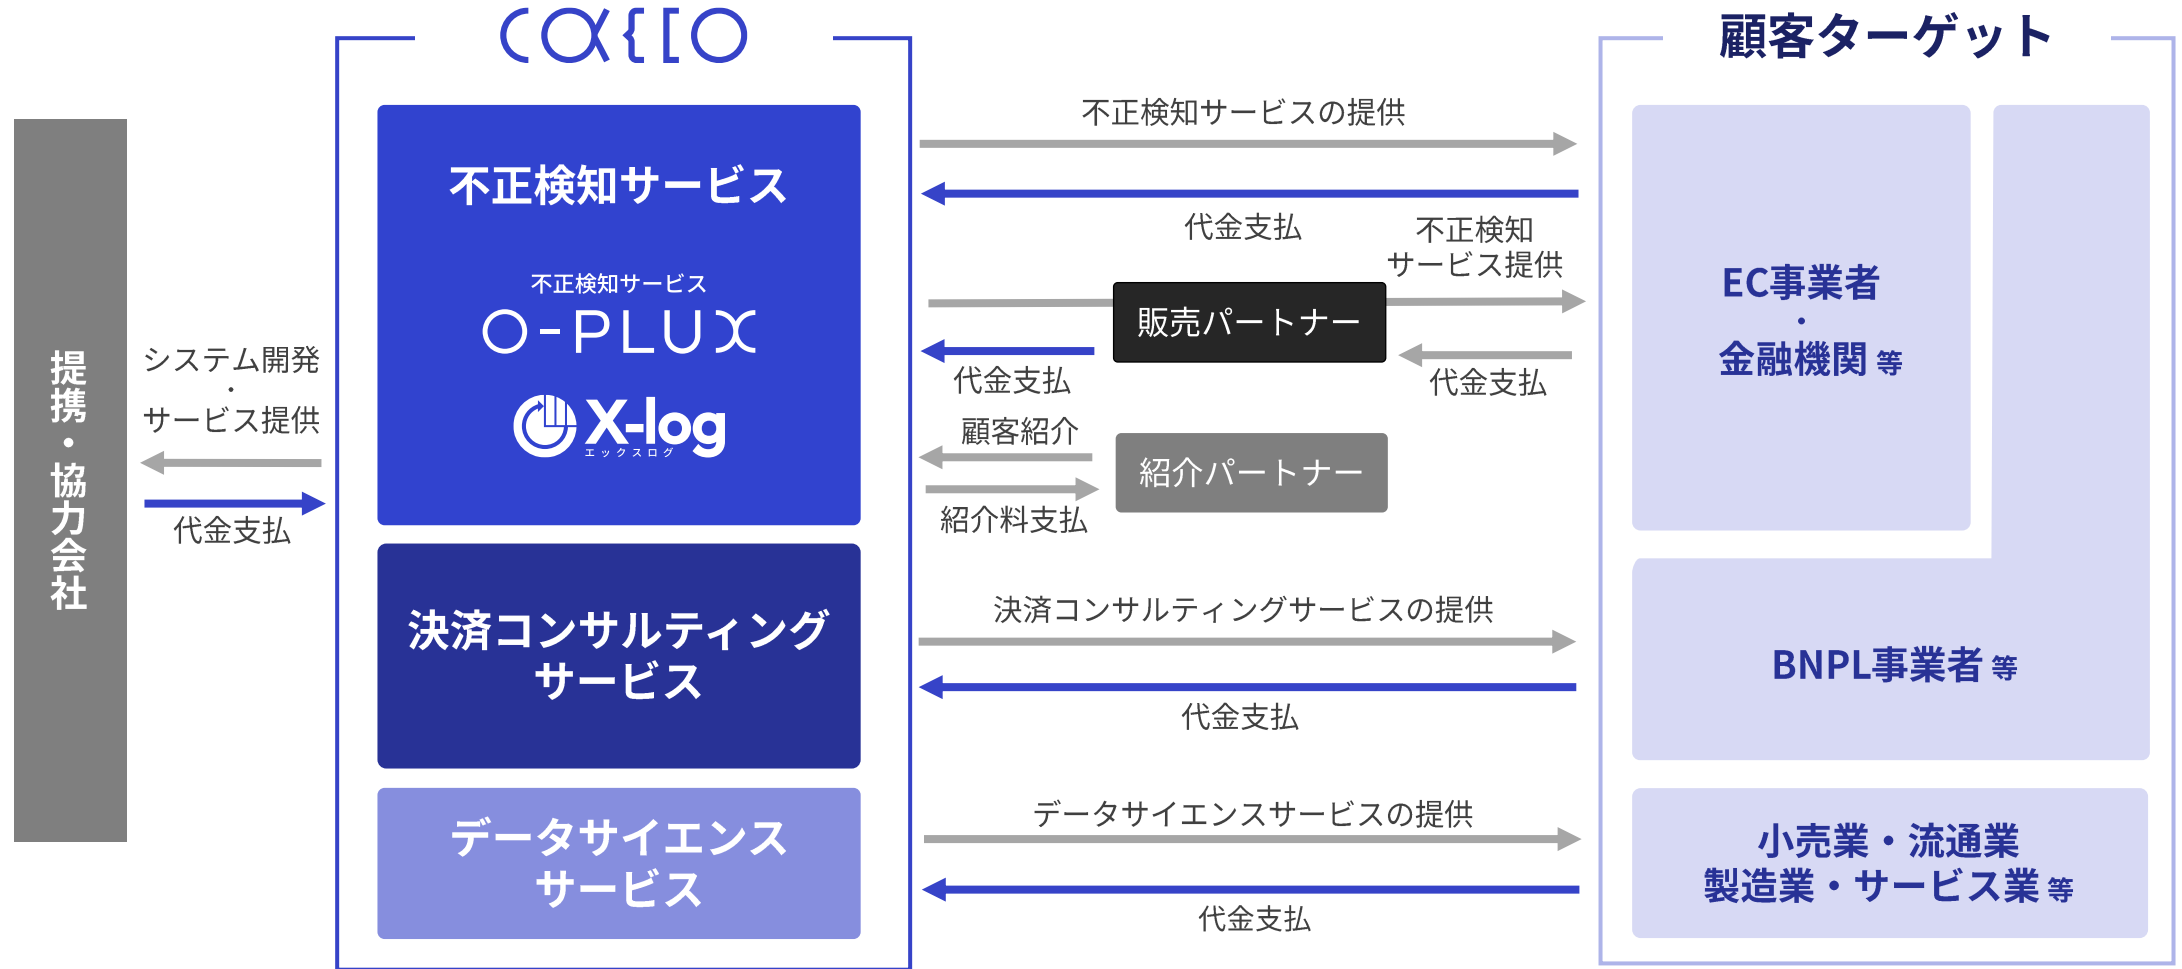 提携・協力会社
システム開発
・
サービス提供
代金支払
cacco
不正検知サービス
不正検知サービス
O-PLUX
X-log
エックスログ
決済コンサルティング
サービス
データサイエンス
サービス
不正検知サービスの提供
代金支払
不正検知
サービス提供
販売パートナー
代金支払
代金支払
顧客紹介
紹介パートナー
紹介料支払
決済コンサルティングサービスの提供
代金支払
データサイエンスサービスの提供
代金支払
顧客ターゲット
EC事業者
・
金融機関 等
BNPL事業者 等
小売業・流通業
製造業・サービス業 等